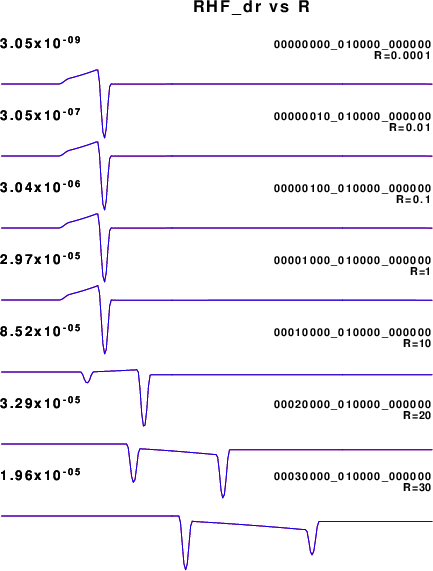 RHF_dr vs R
3.05x10-09
00000000_010000_000000
R=0.0001
3.05x10-07
00000010_010000_000000
R=0.01
3.04x10-06
00000100_010000_000000
R=0.1
2.97x10-05
00001000_010000_000000
R=1
8.52x10-05
00010000_010000_000000
R=10
3.29x10-05
00020000_010000_000000
R=20
1.96x10-05
00030000_010000_000000
R=30